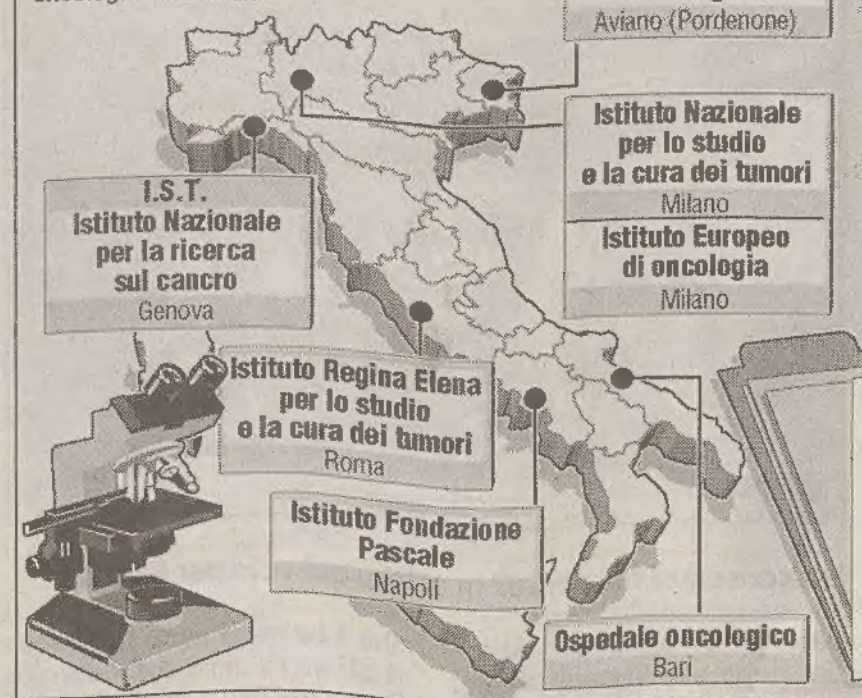 Aviano (Pordenone)
Istituto Nazionale
per lo studio
e la cura dei tumori
Milano
Istituto Europeo
di oncologia
Milano
I.S.T.
Istituto Nazionale
per la ricerca
sul cancro
Genova
Istituto Regina Elena
per lo studio
e la cura dei tumori
Roma
Istituto Fondazione
Pascale
Napoli
Ospedale oncologico
Bari